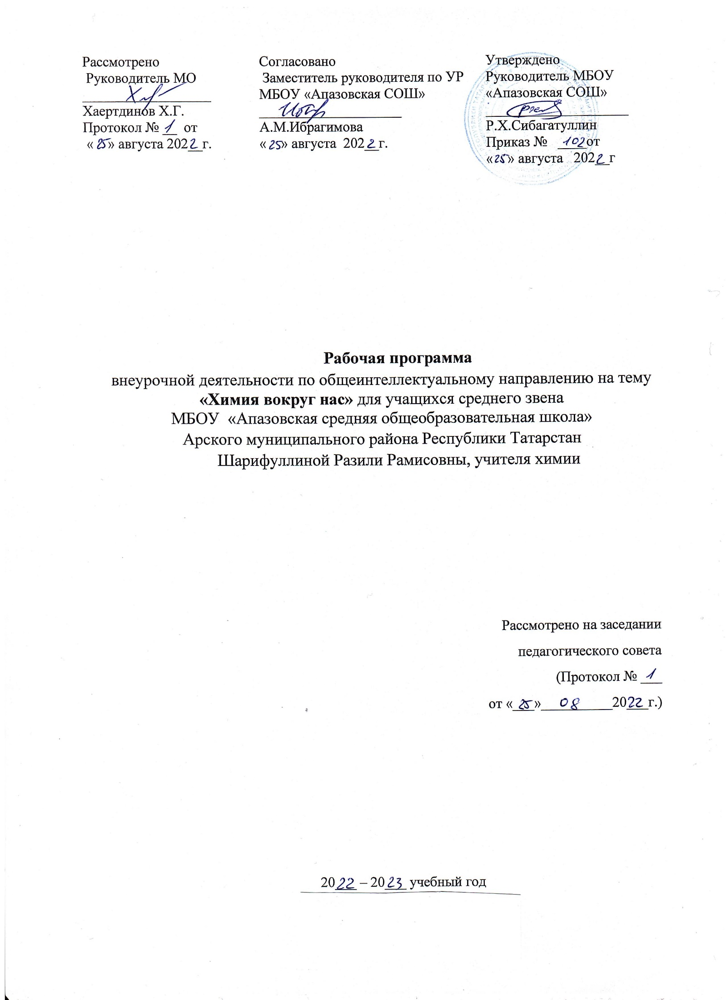 Рассмотрено
Руководитель МО
Хаертдинов Х.Г.
Протокол № 1 от
«25» августа 2022 г.
Согласовано
Заместитель руководителя по УР
МБОУ «Апазовская СОШ»
А.М.Ибрагимова
«25» августа 2022 г.
Утверждено
Руководитель МБОУ
«Апазовская СОШ»
Р.Х.Сибагатуллин
Приказ № 102 от
«25» августа 2022 г
Рабочая программа
внеурочной деятельности по общеинтеллектуальному направлению на тему
«Химия вокруг нас» для учащихся среднего звена
МБОУ «Апазовская средняя общеобразовательная школа»
Арского муниципального района Республики Татарстан
Шарифуллиной Разили Рамисовны, учителя химии
Рассмотрено на заседании
педагогического совета
(Протокол № 1
от «25» 08 2022 г.)
2022 – 2023 учебный год